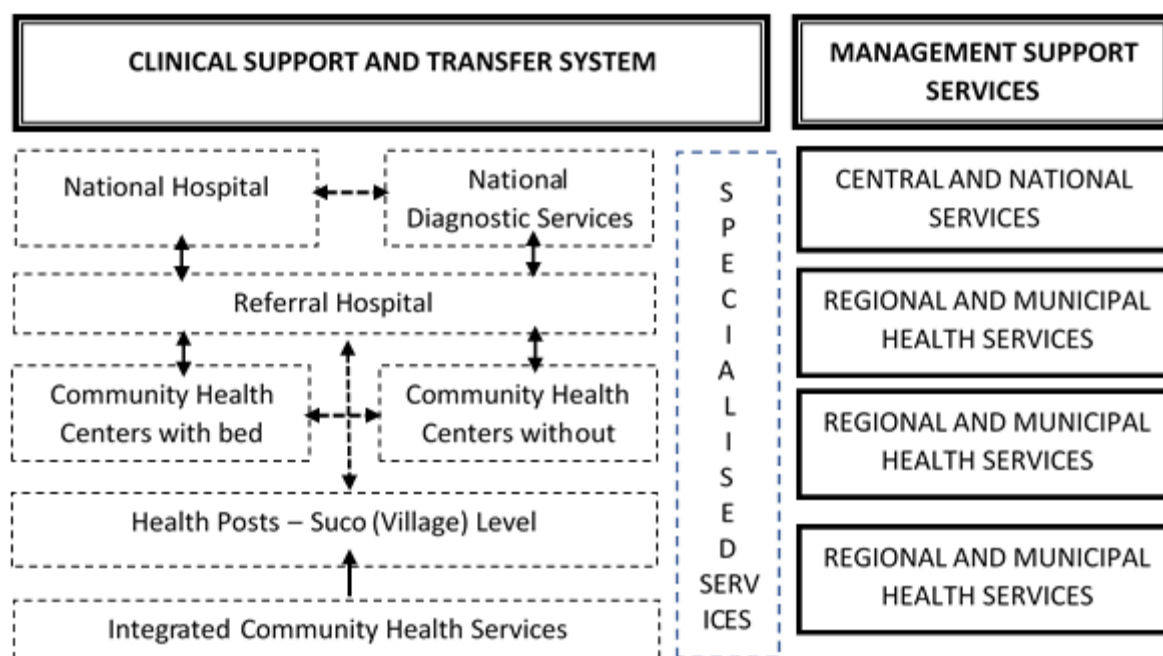 CLINICAL SUPPORT AND TRANSFER SYSTEM
MANAGEMENT SUPPORT
SERVICES
National Hospital
National
Diagnostic Services
Referral Hospital
Community Health
Centers with bed
Community Health
Centers without
Health Posts – Suco (Village) Level
Integrated Community Health Services
S
P
E
C
I
A
L
I
S
E
D
SERV
ICES
CENTRAL AND NATIONAL
SERVICES
REGIONAL AND MUNICIPAL
HEALTH SERVICES
REGIONAL AND MUNICIPAL
HEALTH SERVICES
REGIONAL AND MUNICIPAL
HEALTH SERVICES